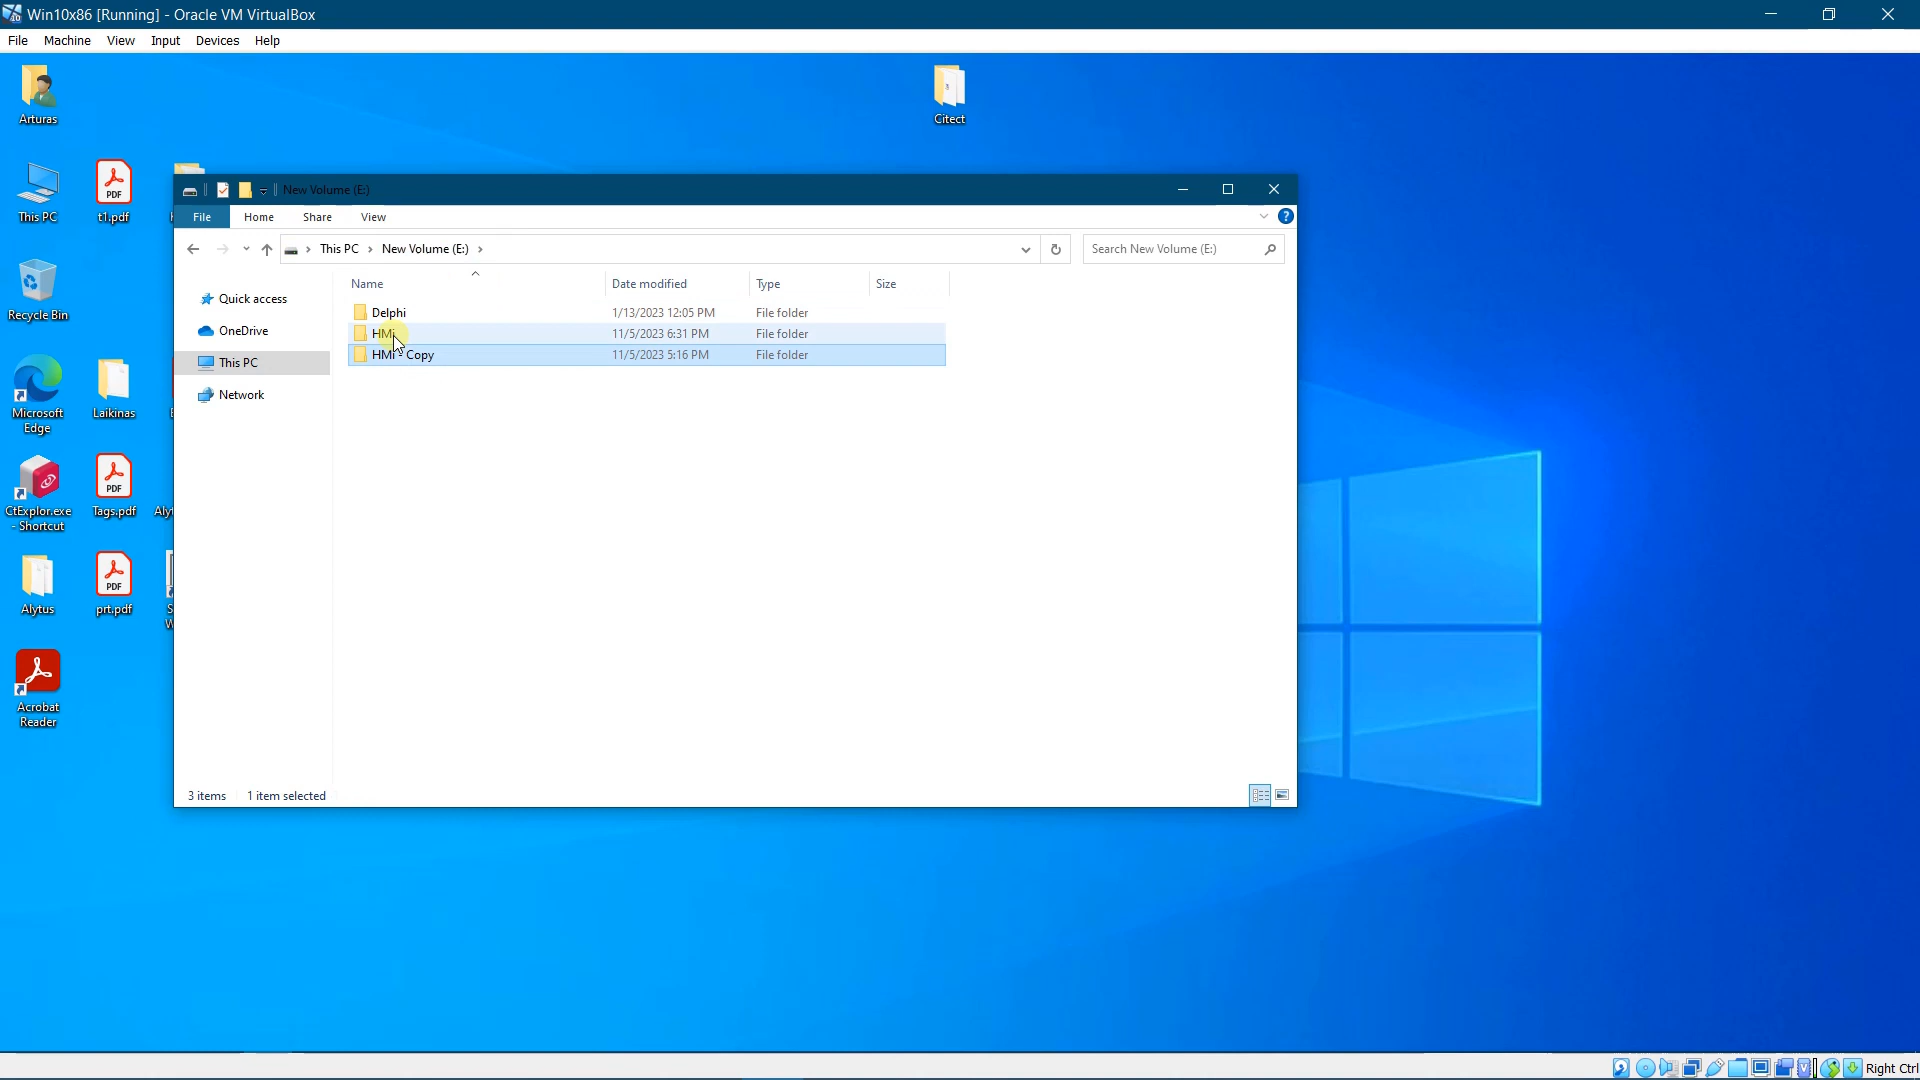 Win10x86 [Running] - Oracle VM VirtualBox
File Machine View Input Devices Help
Arturas
Citect
This PC
t1.pdf
Recycle Bin
Microsoft
Edge
Laikinas
CtExplor.exe
- Shortcut
Tags.pdf
Aly
Alytus
prt.pdf
Acrobat
Reader
New Volume (E:)
File Home Share View
This PC > New Volume (E:) >
Search New Volume (E:)
Quick access
OneDrive
This PC
Network
Name Date modified Type Size
Delphi 1/13/2023 12:05 PM File folder
HMi 11/5/2023 6:31 PM File folder
HMi - Copy 11/5/2023 5:16 PM File folder
3 items 1 item selected
Right Ctrl